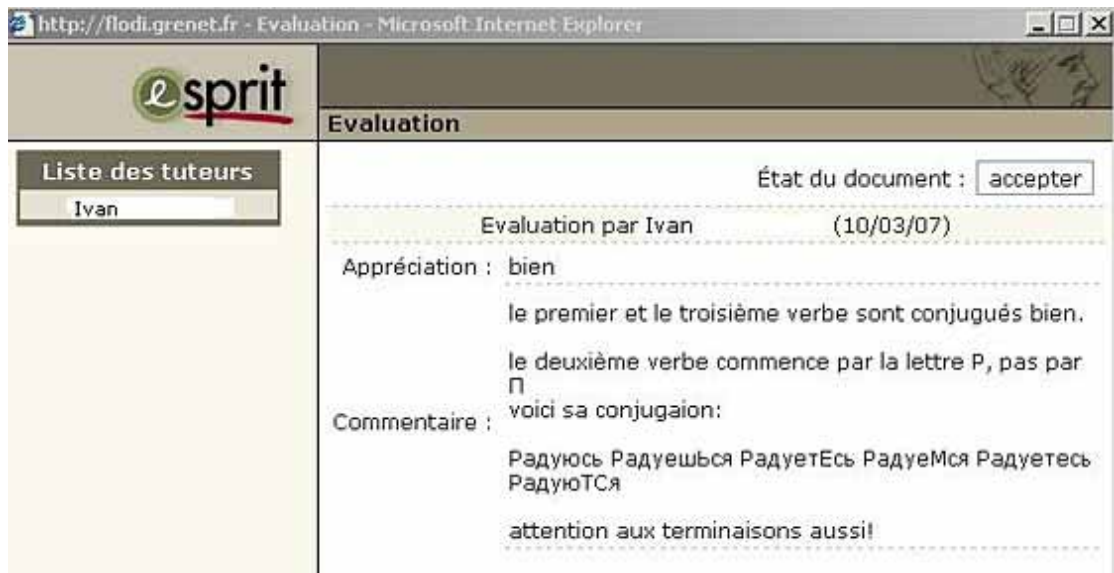 http://flodi.grenet.fr - Evaluation - Microsoft Internet Explorer
esprit
Evaluation
Liste des tuteurs
Ivan
État du document : accepter
Evaluation par Ivan (10/03/07)
Appréciation : bien
le premier et le troisième verbe sont conjugués bien.
le deuxième verbe commence par la lettre P, pas par
П
Commentaire : voici sa conjugaion:
Радуюсь РадуешЬся РадуетЕсь РадуеМся Радуетесь
РадуюТСя
attention aux terminaisons aussi!